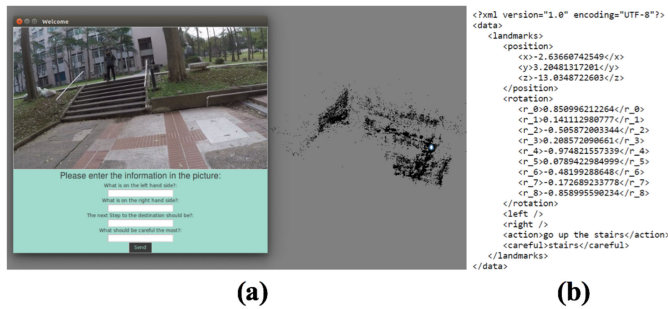 Welcome
Please enter the information in the picture:
What is on the left hand side?:
What is on the right hand side?:
The next Step to the destination should be?:
What should be careful the most?:
Send
(a)
<?xml version="1.0" encoding="UTF-8"?>
<data>
<landmarks>
<position>
<x>-2.63660742549</x>
<y>3.20481317201</y>
<z>-13.0348722603</z>
</position>
<rotation>
<r_0>0.850996212264</r_0>
<r_1>0.141112980777</r_1>
<r_2>-0.505872003344</r_2>
<r_3>0.208572090661</r_3>
<r_4>-0.974821557339</r_4>
<r_5>0.0789422984999</r_5>
<r_6>-0.48199288648</r_6>
<r_7>-0.172689233778</r_7>
<r_8>-0.858995590234</r_8>
</rotation>
<left />
<right />
<action>go up the stairs</action>
<careful>stairs</careful>
</landmarks>
</data>
(b)